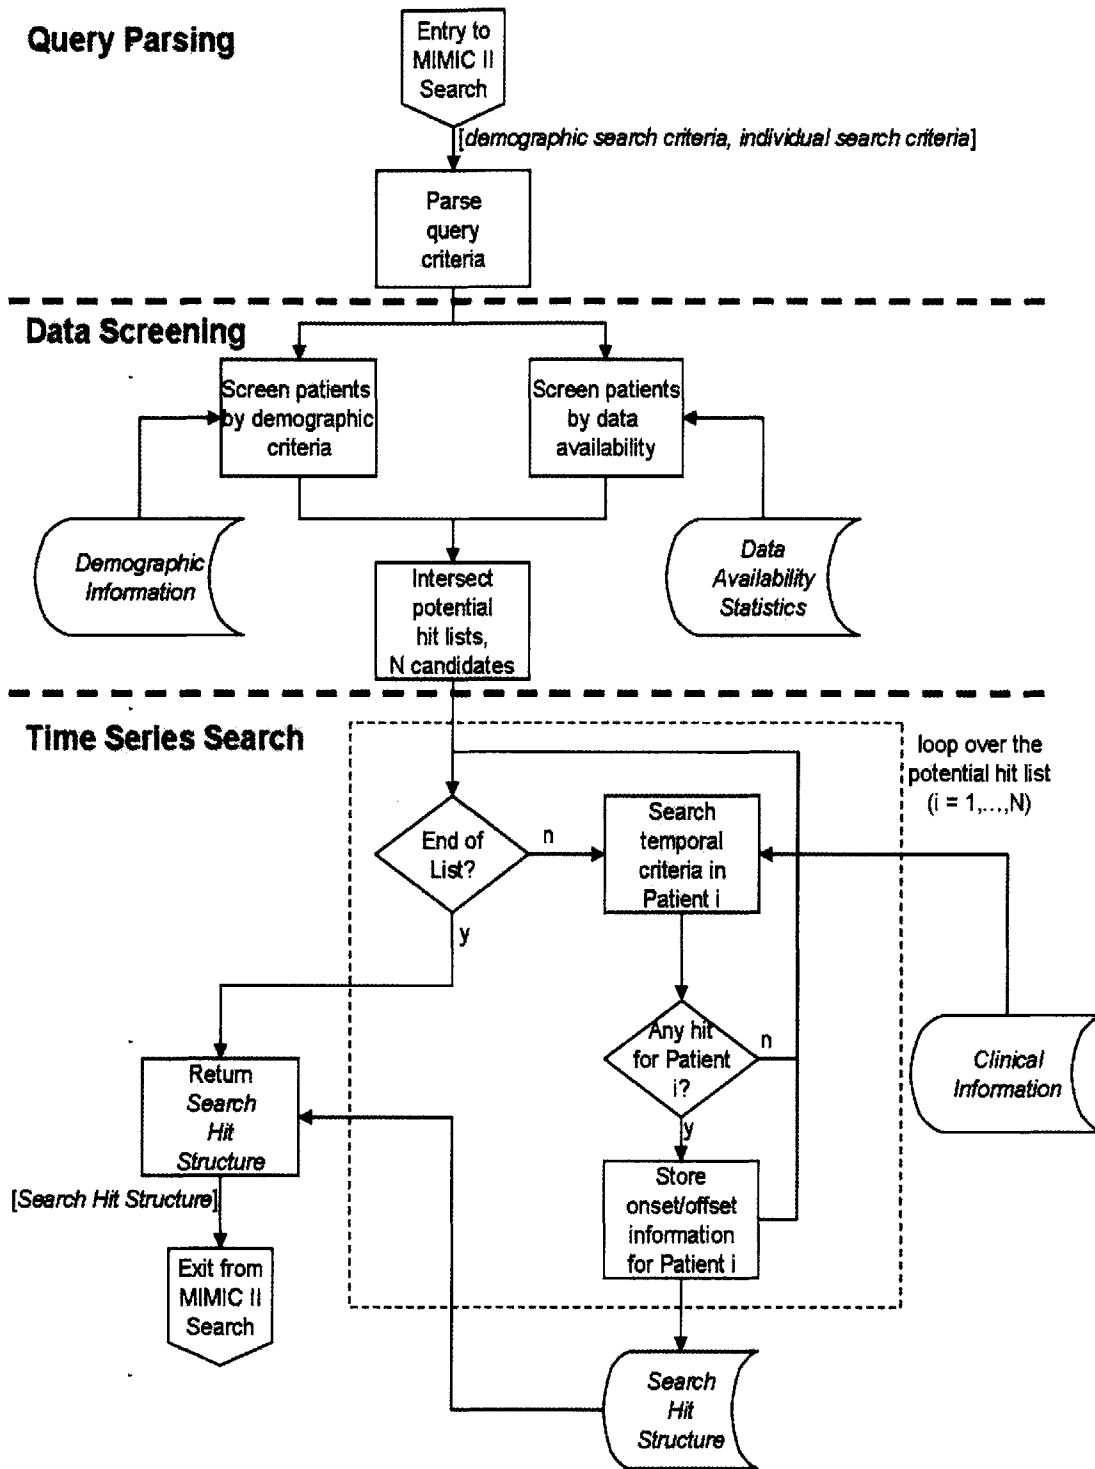 Query Parsing
Entry to
MIMIC II
Search
[demographic search criteria, individual search criteria]
Parse
query
criteria
Data Screening
Screen patients
by demographic
criteria
Screen patients
by data
availability
Demographic
Information
Data
Availability
Statistics
Intersect
potential
hit lists,
N candidates
Time Series Search
loop over the
potential hit list
(i = 1,...,N)
End of
List?
n
Search
temporal
criteria in
Patient i
y
Any hit
for Patient
i?
n
Clinical
Information
y
Return
Search
Hit
Structure
[Search Hit Structure]
Store
onset/offset
information
for Patient i
Exit from
MIMIC II
Search
Search
Hit
Structure